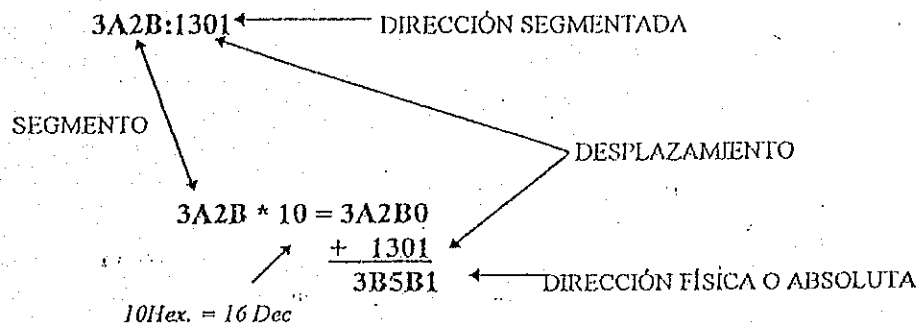 3A2B:1301 DIRECCIÓN SEGMENTADA
SEGMENTO
DESPLAZAMIENTO
3A2B * 10 = 3A2B0
+ 1301
3B5B1 DIRECCIÓN FÍSICA O ABSOLUTA
10Hex. = 16 Dec